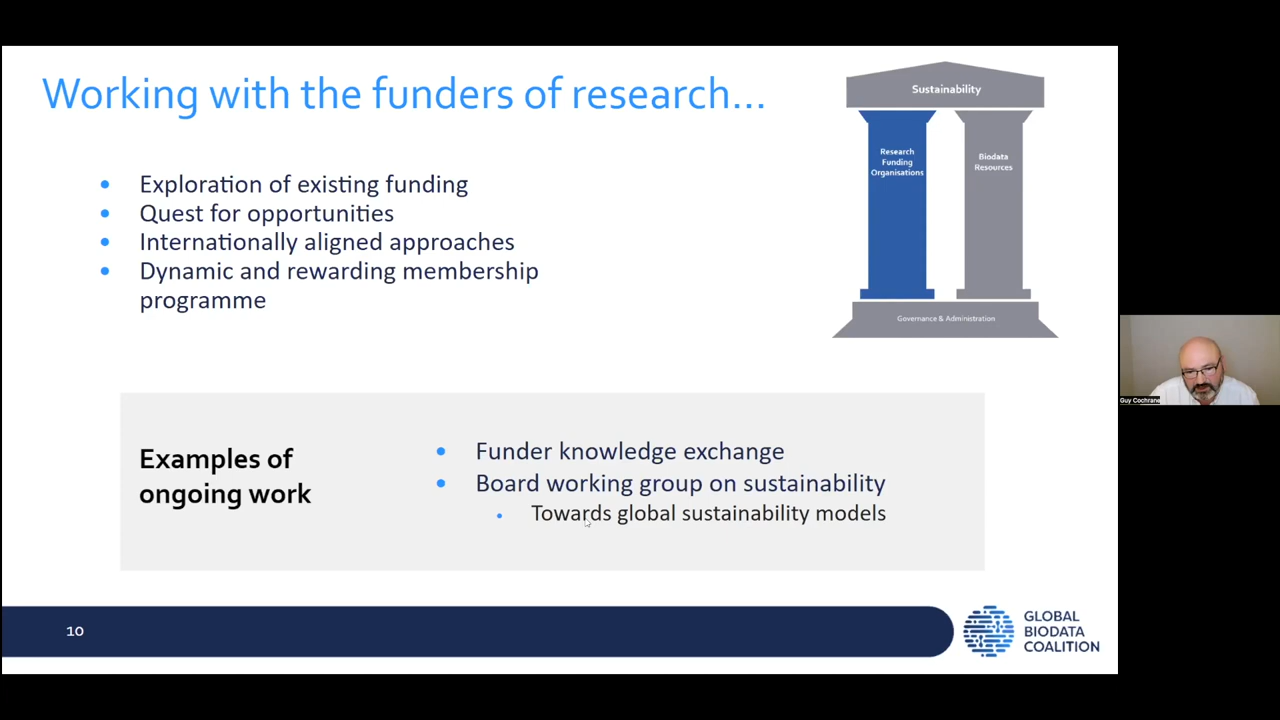 Working with the funders of research...
Sustainability
Research
Funding
Organisations
Biodata
Resources
Governance & Administration
• Exploration of existing funding
• Quest for opportunities
• Internationally aligned approaches
• Dynamic and rewarding membership
programme
Examples of
ongoing work
• Funder knowledge exchange
• Board working group on sustainability
• Towards global sustainability models
10
GLOBAL
BIODATA
COALITION
Guy Cochrane